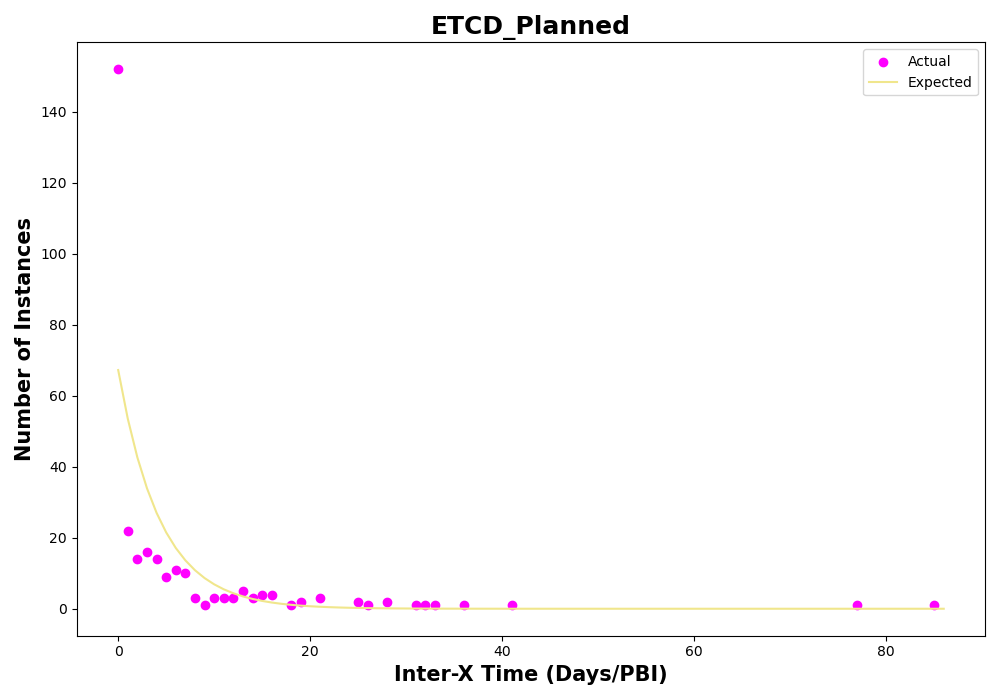 ETCD_Planned
Actual
Expected
Number of Instances
140
120
100
80
60
40
20
0
0
20
40
60
80
Inter-X Time (Days/PBI)